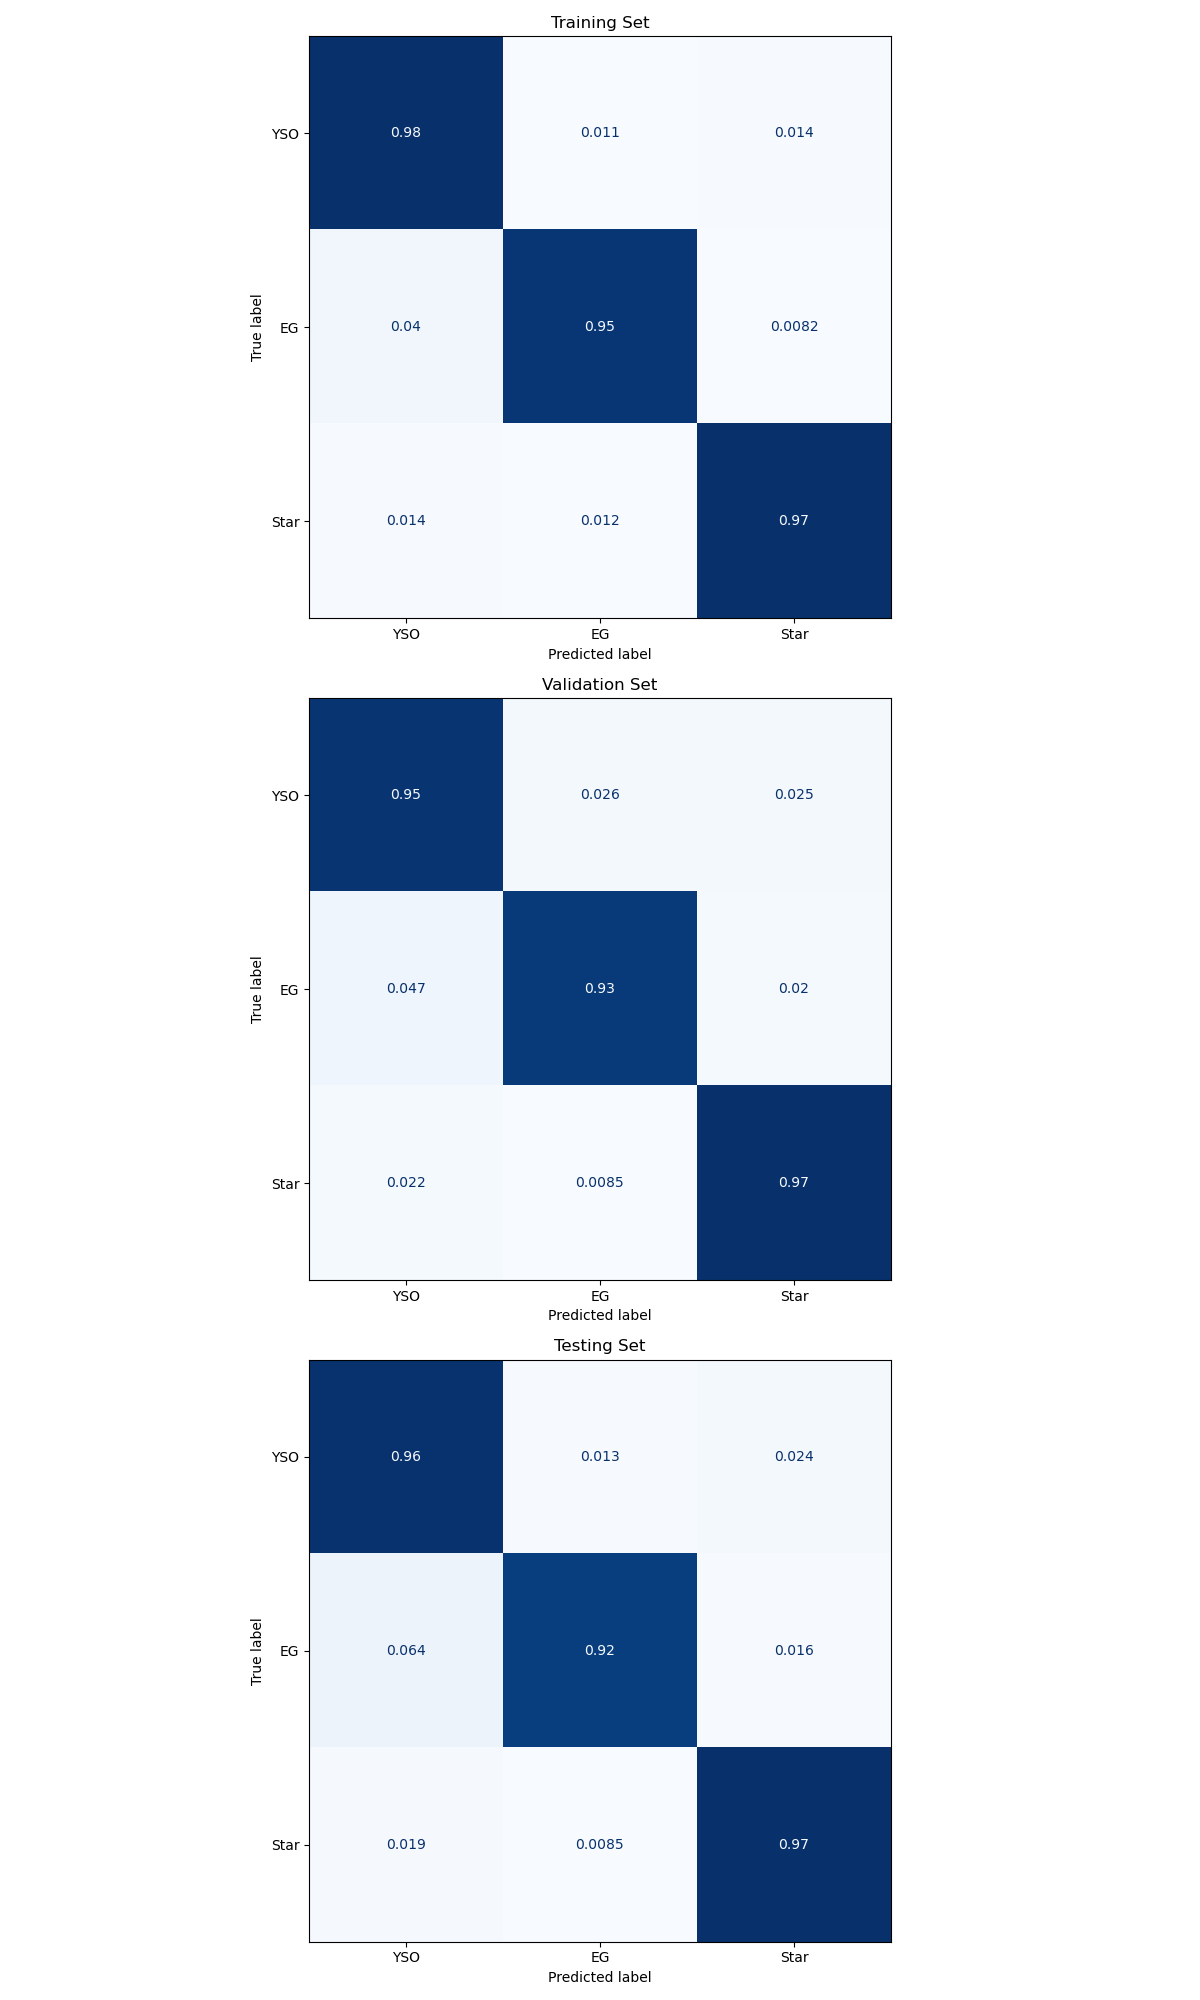 Training Set
YSO 0.98 0.011 0.014
EG 0.04 0.95 0.0082
Star 0.014 0.012 0.97
True label
YSO EG Star
Predicted label
Validation Set
YSO 0.95 0.026 0.025
EG 0.047 0.93 0.02
Star 0.022 0.0085 0.97
True label
YSO EG Star
Predicted label
Testing Set
YSO 0.96 0.013 0.024
EG 0.064 0.92 0.016
Star 0.019 0.0085 0.97
True label
YSO EG Star
Predicted label